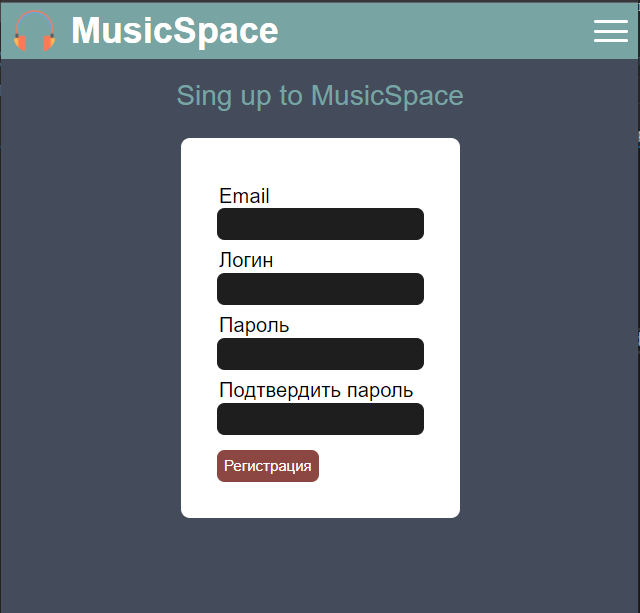 MusicSpace
Sing up to MusicSpace
Email
Логин
Пароль
Подтвердить пароль
Регистрация